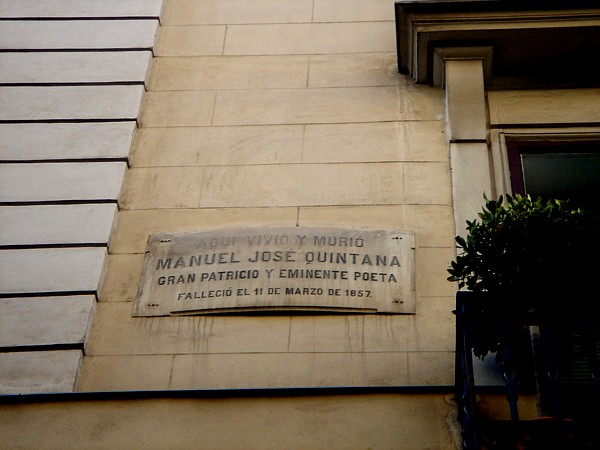 AQUI VIVIÓ Y MURIÓ
MANUEL JOSÉ QUINTANA
GRAN PATRICIO Y EMINENTE POETA
FALLECIÓ EL 11 DE MARZO DE 1857.